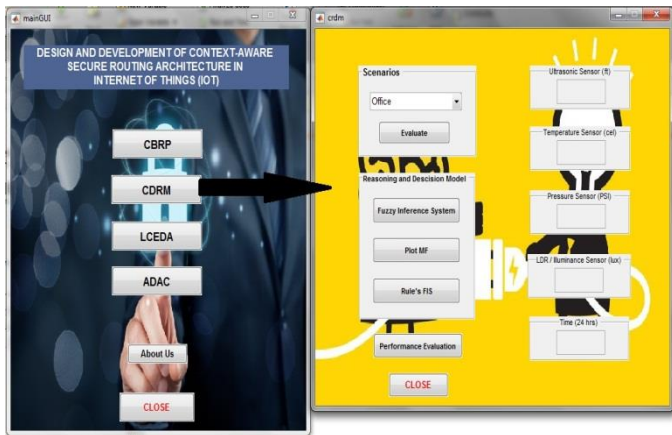 mainGUI
DESIGN AND DEVELOPMENT OF CONTEXT-AWARE
SECURE ROUTING ARCHITECTURE IN
INTERNET OF THINGS (IOT)
CBRP
CDRM
LCEDA
ADAC
About Us
CLOSE
crdm
Scenarios
Office
Evaluate
Reasoning and Descision Model
Fuzzy Inference System
Plot MF
Rule's FIS
Performance Evaluation
CLOSE
Ultrasonic Sensor (ft)
Temperature Sensor (cel)
Pressure Sensor (PSI)
LDR / Illuminance Sensor (lux)
Time (24 hrs)